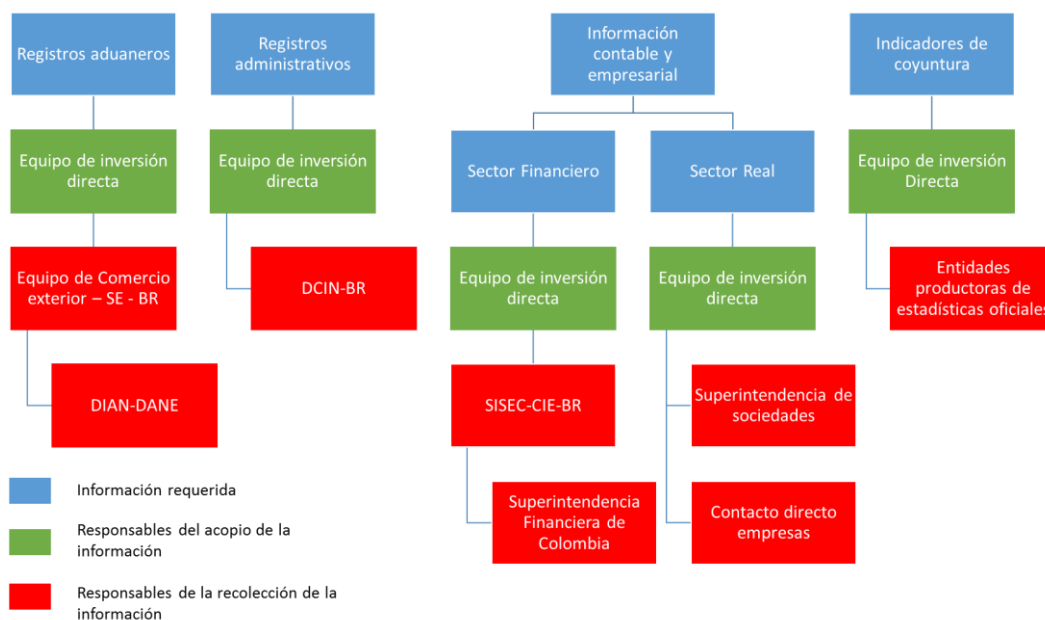 Registros aduaneros
Registros
administrativos
Información
contable y
empresarial
Indicadores de
coyuntura
Equipo de inversión
directa
Equipo de inversión
directa
Sector Financiero
Sector Real
Equipo de inversión
Directa
Equipo de Comercio
exterior – SE - BR
DCIN-BR
Equipo de inversión
directa
Equipo de inversión
directa
Entidades
productoras de
estadísticas oficiales
DIAN-DANE
SISEC-CIE-BR
Superintendencia de
sociedades
Superintendencia
Financiera de
Colombia
Contacto directo
empresas
Información requerida
Responsables del acopio de la
información
Responsables de la recolección de la
información